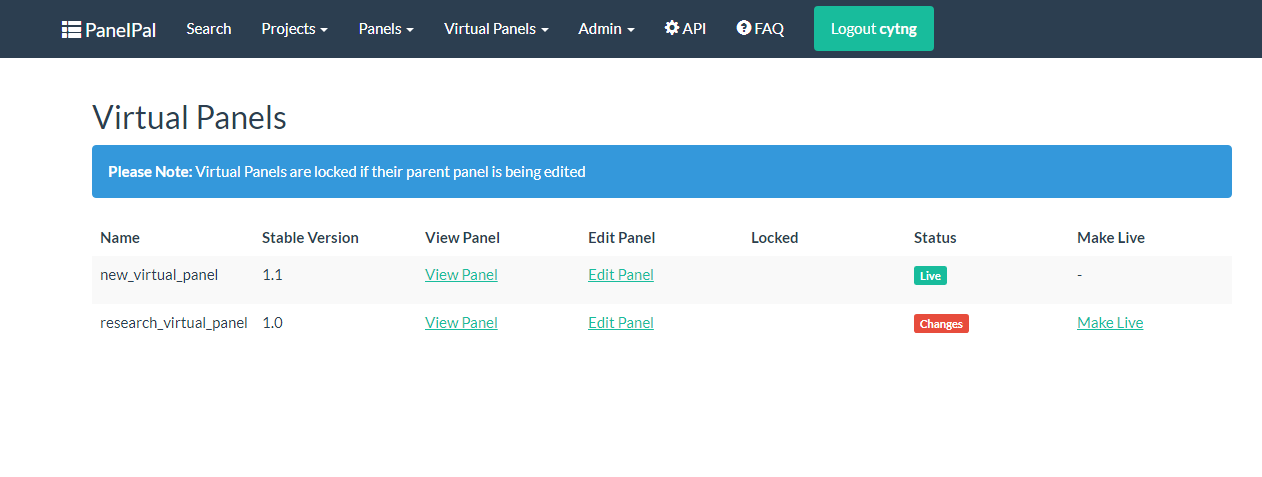 PanelPal Search Projects Panels Virtual Panels Admin API FAQ Logout cytng
Virtual Panels
Please Note: Virtual Panels are locked if their parent panel is being edited
Name Stable Version View Panel Edit Panel Locked Status Make Live
new_virtual_panel 1.1 View Panel Edit Panel Live -
research_virtual_panel 1.0 View Panel Edit Panel Changes Make Live